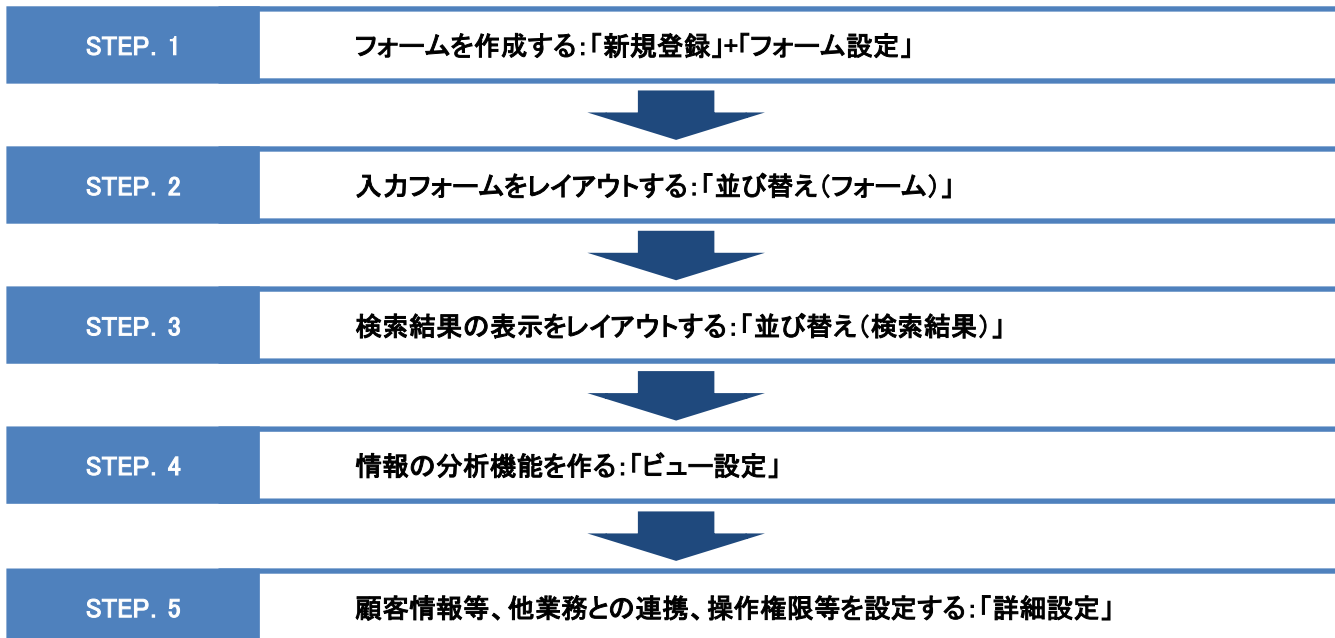 STEP. 1
フォームを作成する:「新規登録」+「フォーム設定」
STEP. 2
入力フォームをレイアウトする:「並び替え(フォーム)」
STEP. 3
検索結果の表示をレイアウトする:「並び替え(検索結果)」
STEP. 4
情報の分析機能を作る:「ビュー設定」
STEP. 5
顧客情報等、他業務との連携、操作権限等を設定する:「詳細設定」